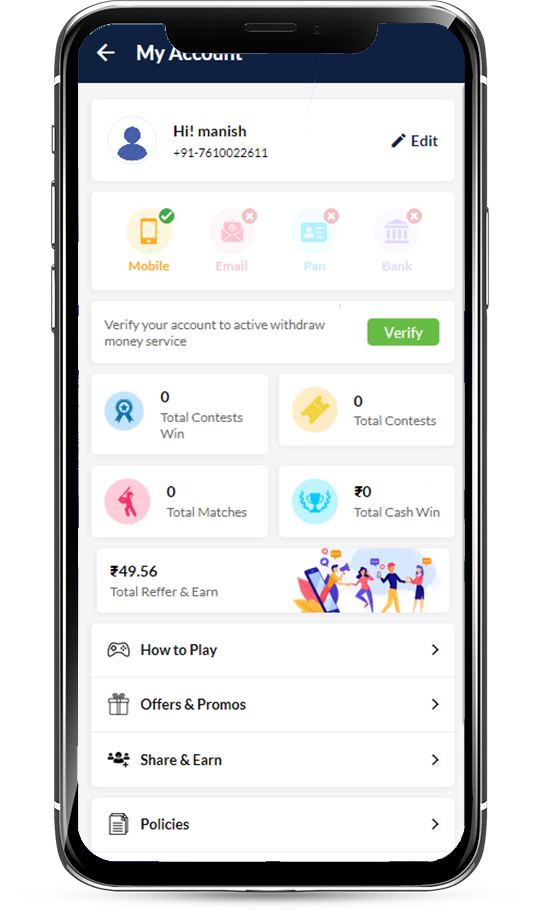 My Account
Hi! manish
+91-7610022611
Edit
Mobile
Email
Pan
Bank
Verify your account to active withdraw
money service
Verify
0
Total Contests
Win
0
Total Contests
0
Total Matches
₹0
Total Cash Win
₹49.56
Total Reffer & Earn
How to Play
Offers & Promos
Share & Earn
Policies